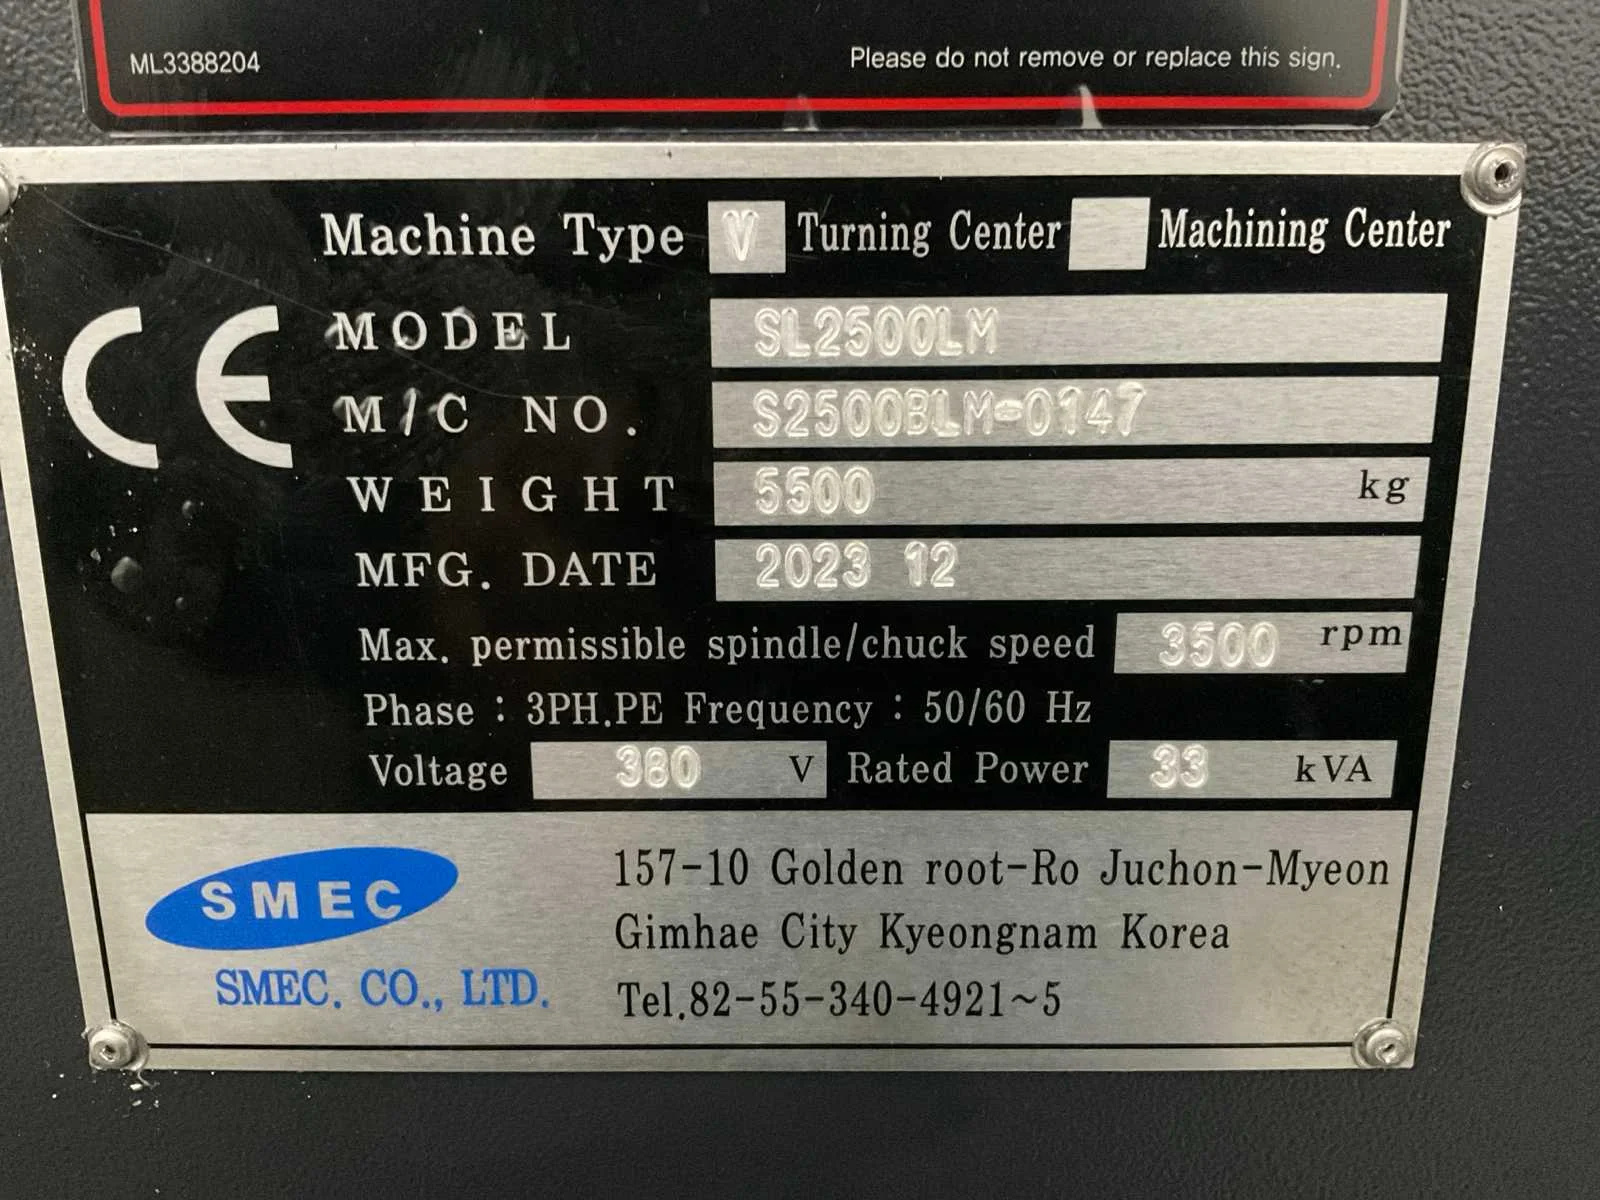 ML3388204 Please do not remove or replace this sign.
Machine Type V Turning Center Machining Center
CE
MODEL SL2500LM
M/C NO. S2500BLM-0147
WEIGHT 5500 kg
MFG. DATE 2023 12
Max. permissible spindle/chuck speed 3500 rpm
Phase : 3PH.PE Frequency : 50/60 Hz
Voltage 380 V Rated Power 33 kVA
SMEC
SMEC. CO., LTD.
157-10 Golden root-Ro Juchon-Myeon
Gimhae City Kyeongnam Korea
Tel.82-55-340-4921~5